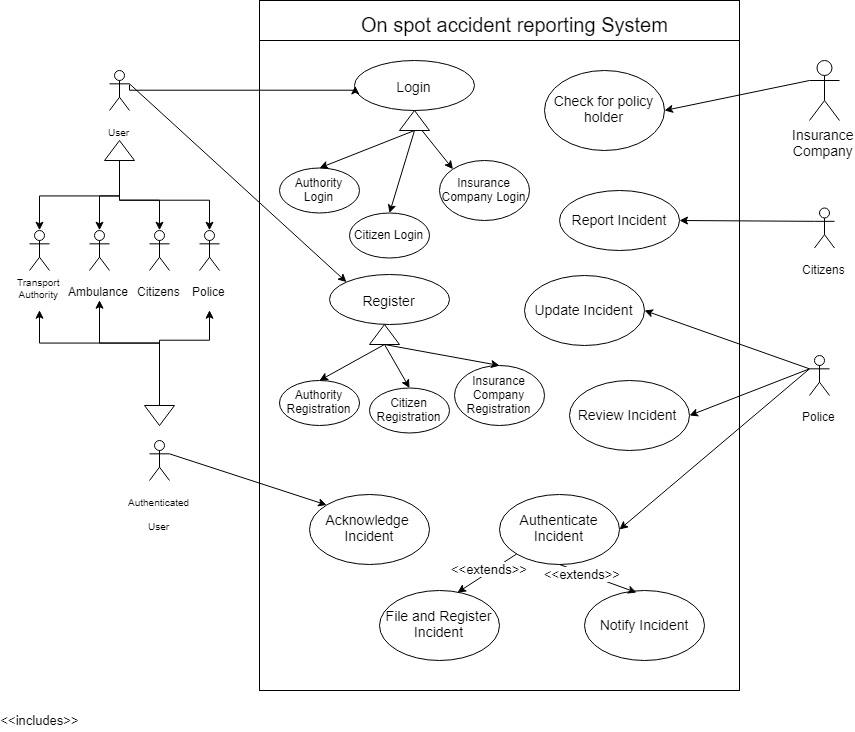 On spot accident reporting System
User
Login
Authority
Login
Citizen Login
Insurance
Company Login
Check for policy
holder
Insurance
Company
Report Incident
Citizens
Transport
Authority
Ambulance
Citizens
Police
Register
Authority
Registration
Citizen
Registration
Insurance
Company
Registration
Update Incident
Review Incident
Police
Authenticated
User
Acknowledge
Incident
Authenticate
Incident
<<extends>>
<<extends>>
File and Register
Incident
Notify Incident
<<includes>>